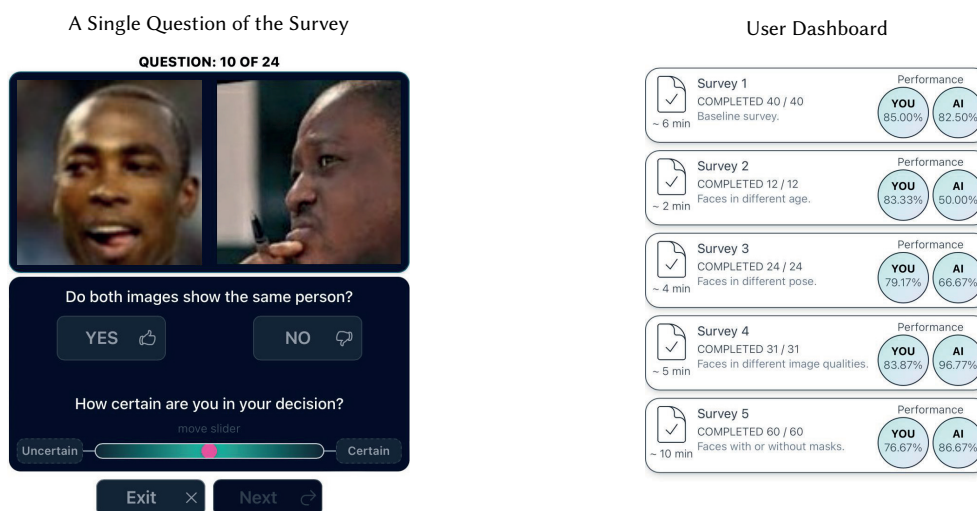 A Single Question of the Survey
QUESTION: 10 OF 24
Do both images show the same person?
YES
NO
How certain are you in your decision?
move slider
Uncertain
Certain
Exit
Next
User Dashboard
Survey 1
COMPLETED 40 / 40
Baseline survey.
~ 6 min
Performance
YOU
85.00%
AI
82.50%
Survey 2
COMPLETED 12 / 12
Faces in different age.
~ 2 min
Performance
YOU
83.33%
AI
50.00%
Survey 3
COMPLETED 24 / 24
Faces in different pose.
~ 4 min
Performance
YOU
79.17%
AI
66.67%
Survey 4
COMPLETED 31 / 31
Faces in different image qualities.
~ 5 min
Performance
YOU
83.87%
AI
96.77%
Survey 5
COMPLETED 60 / 60
Faces with or without masks.
~ 10 min
Performance
YOU
76.67%
AI
86.67%